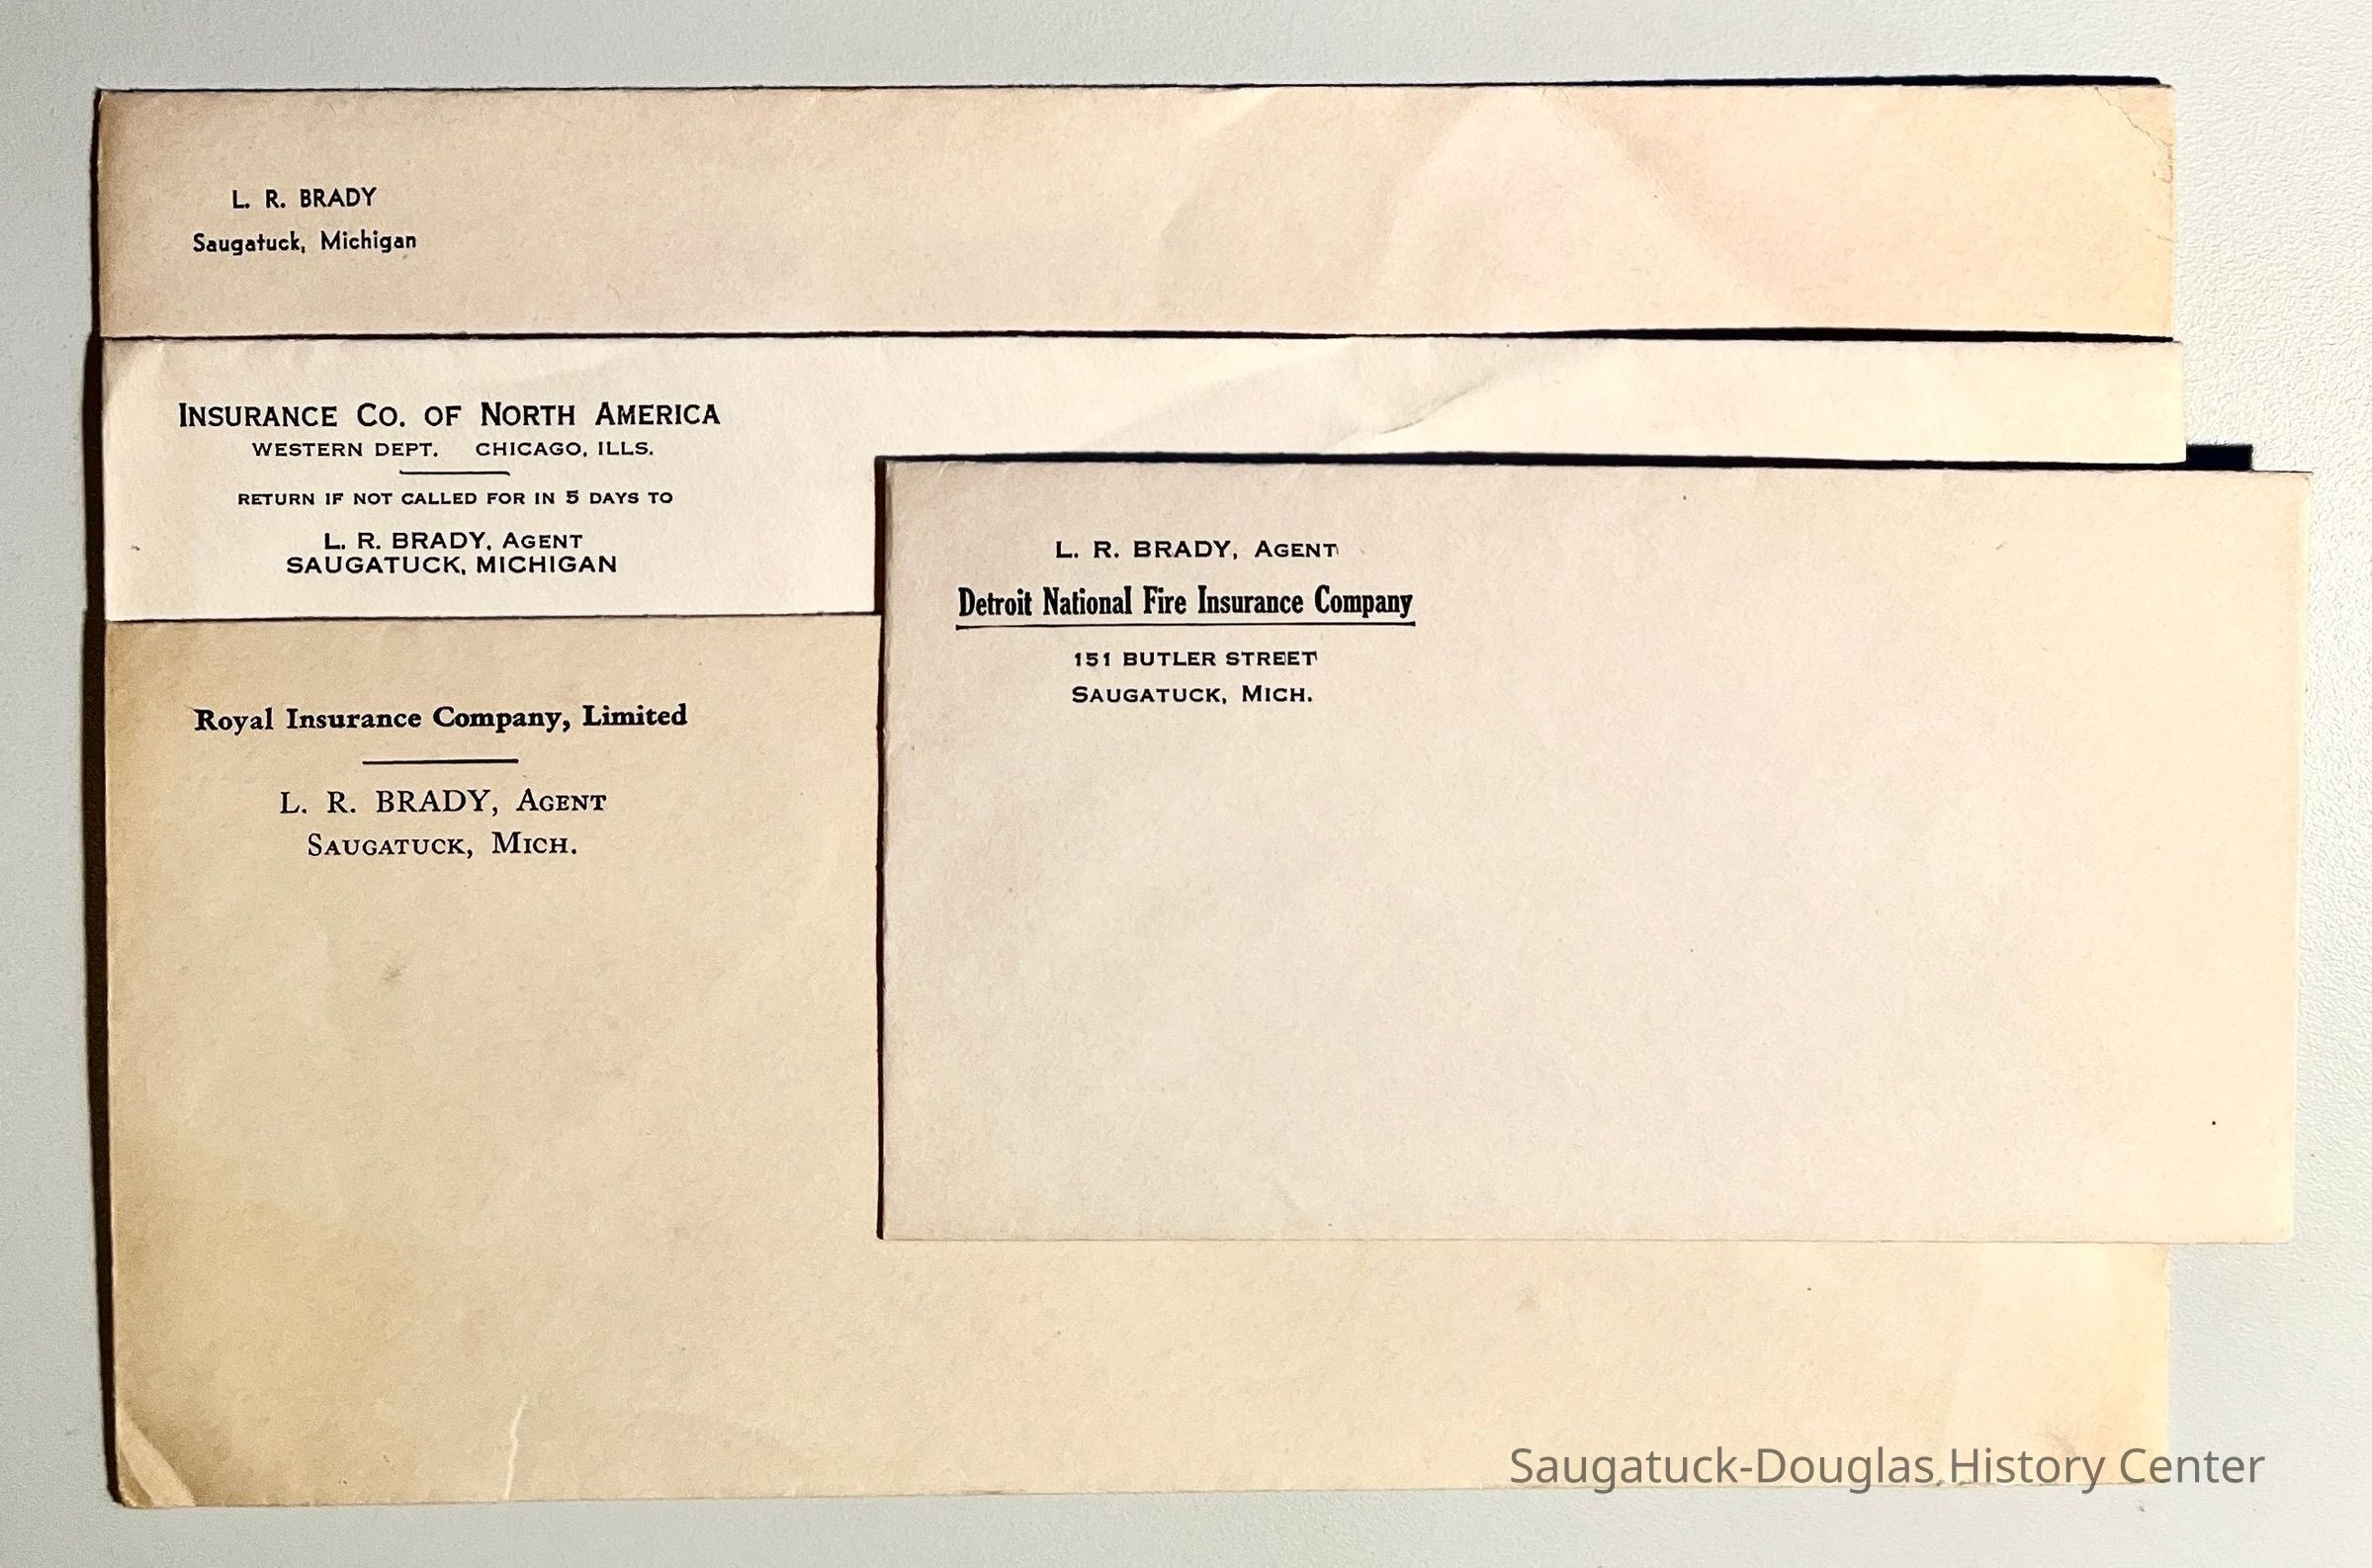 L. R. BRADY
Saugatuck, Michigan
INSURANCE CO. OF NORTH AMERICA
WESTERN DEPT. CHICAGO, ILLS.
RETURN IF NOT CALLED FOR IN 5 DAYS TO
L. R. BRADY, AGENT
SAUGATUCK, MICHIGAN
Royal Insurance Company, Limited
L. R. BRADY, AGENT
SAUGATUCK, MICH.
L. R. BRADY, AGENT
Detroit National Fire Insurance Company
151 BUTLER STREET
SAUGATUCK, MICH.
Saugatuck-Douglas History Center